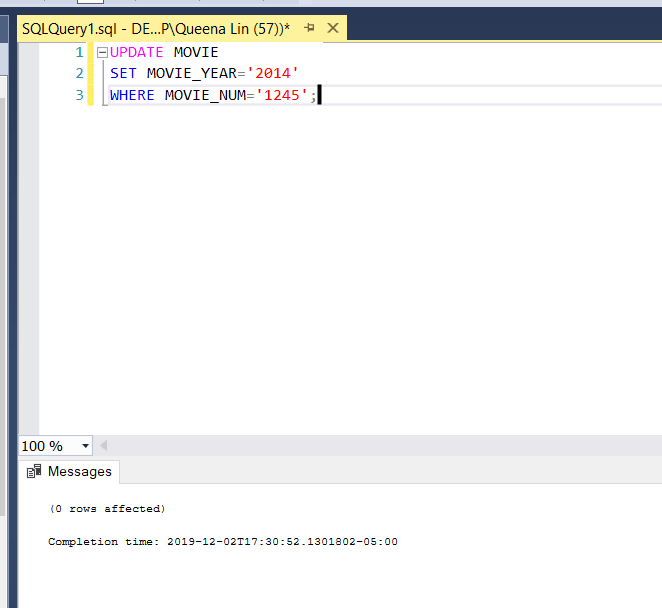 SQLQuery1.sql - DE...P\Queena Lin (57))*
1 UPDATE MOVIE
2 SET MOVIE_YEAR='2014'
3 WHERE MOVIE_NUM='1245';
100 %
Messages
(0 rows affected)
Completion time: 2019-12-02T17:30:52.1301802-05:00